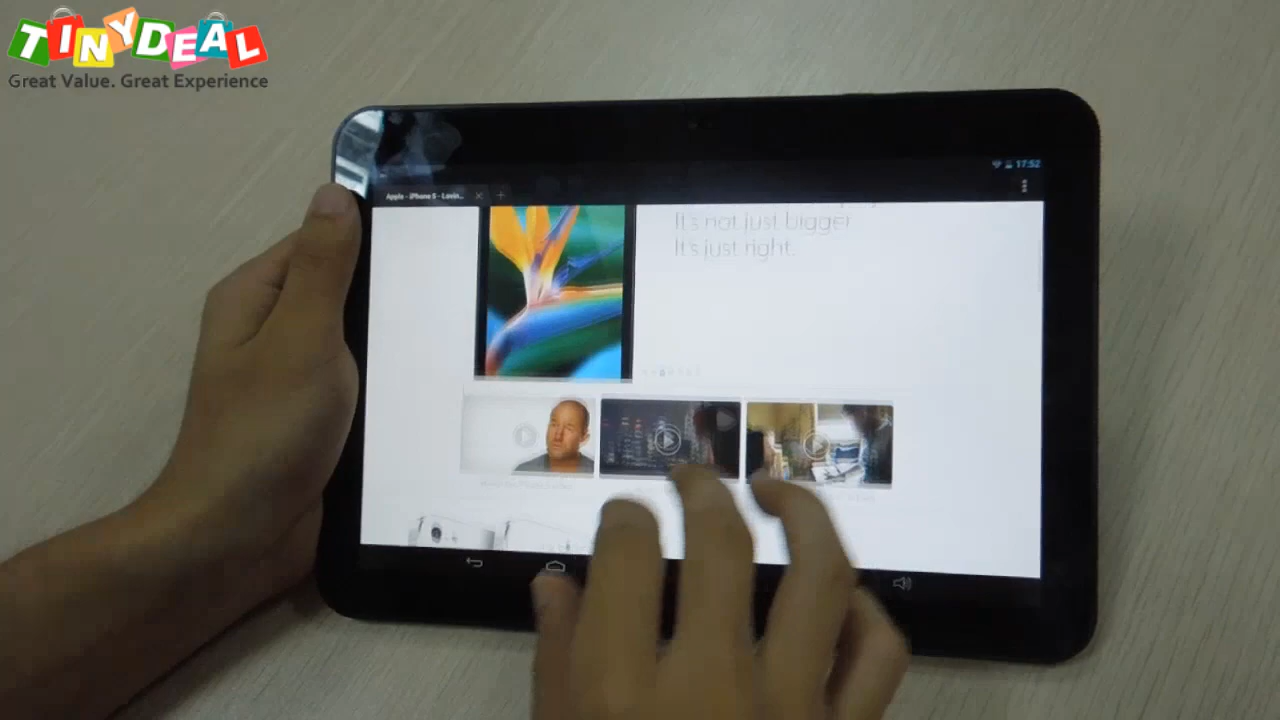 TINYDEAL
Great Value. Great Experience
17:52
Apple - iPhone 5 - Lovin...
It's not just bigger
It's just right.